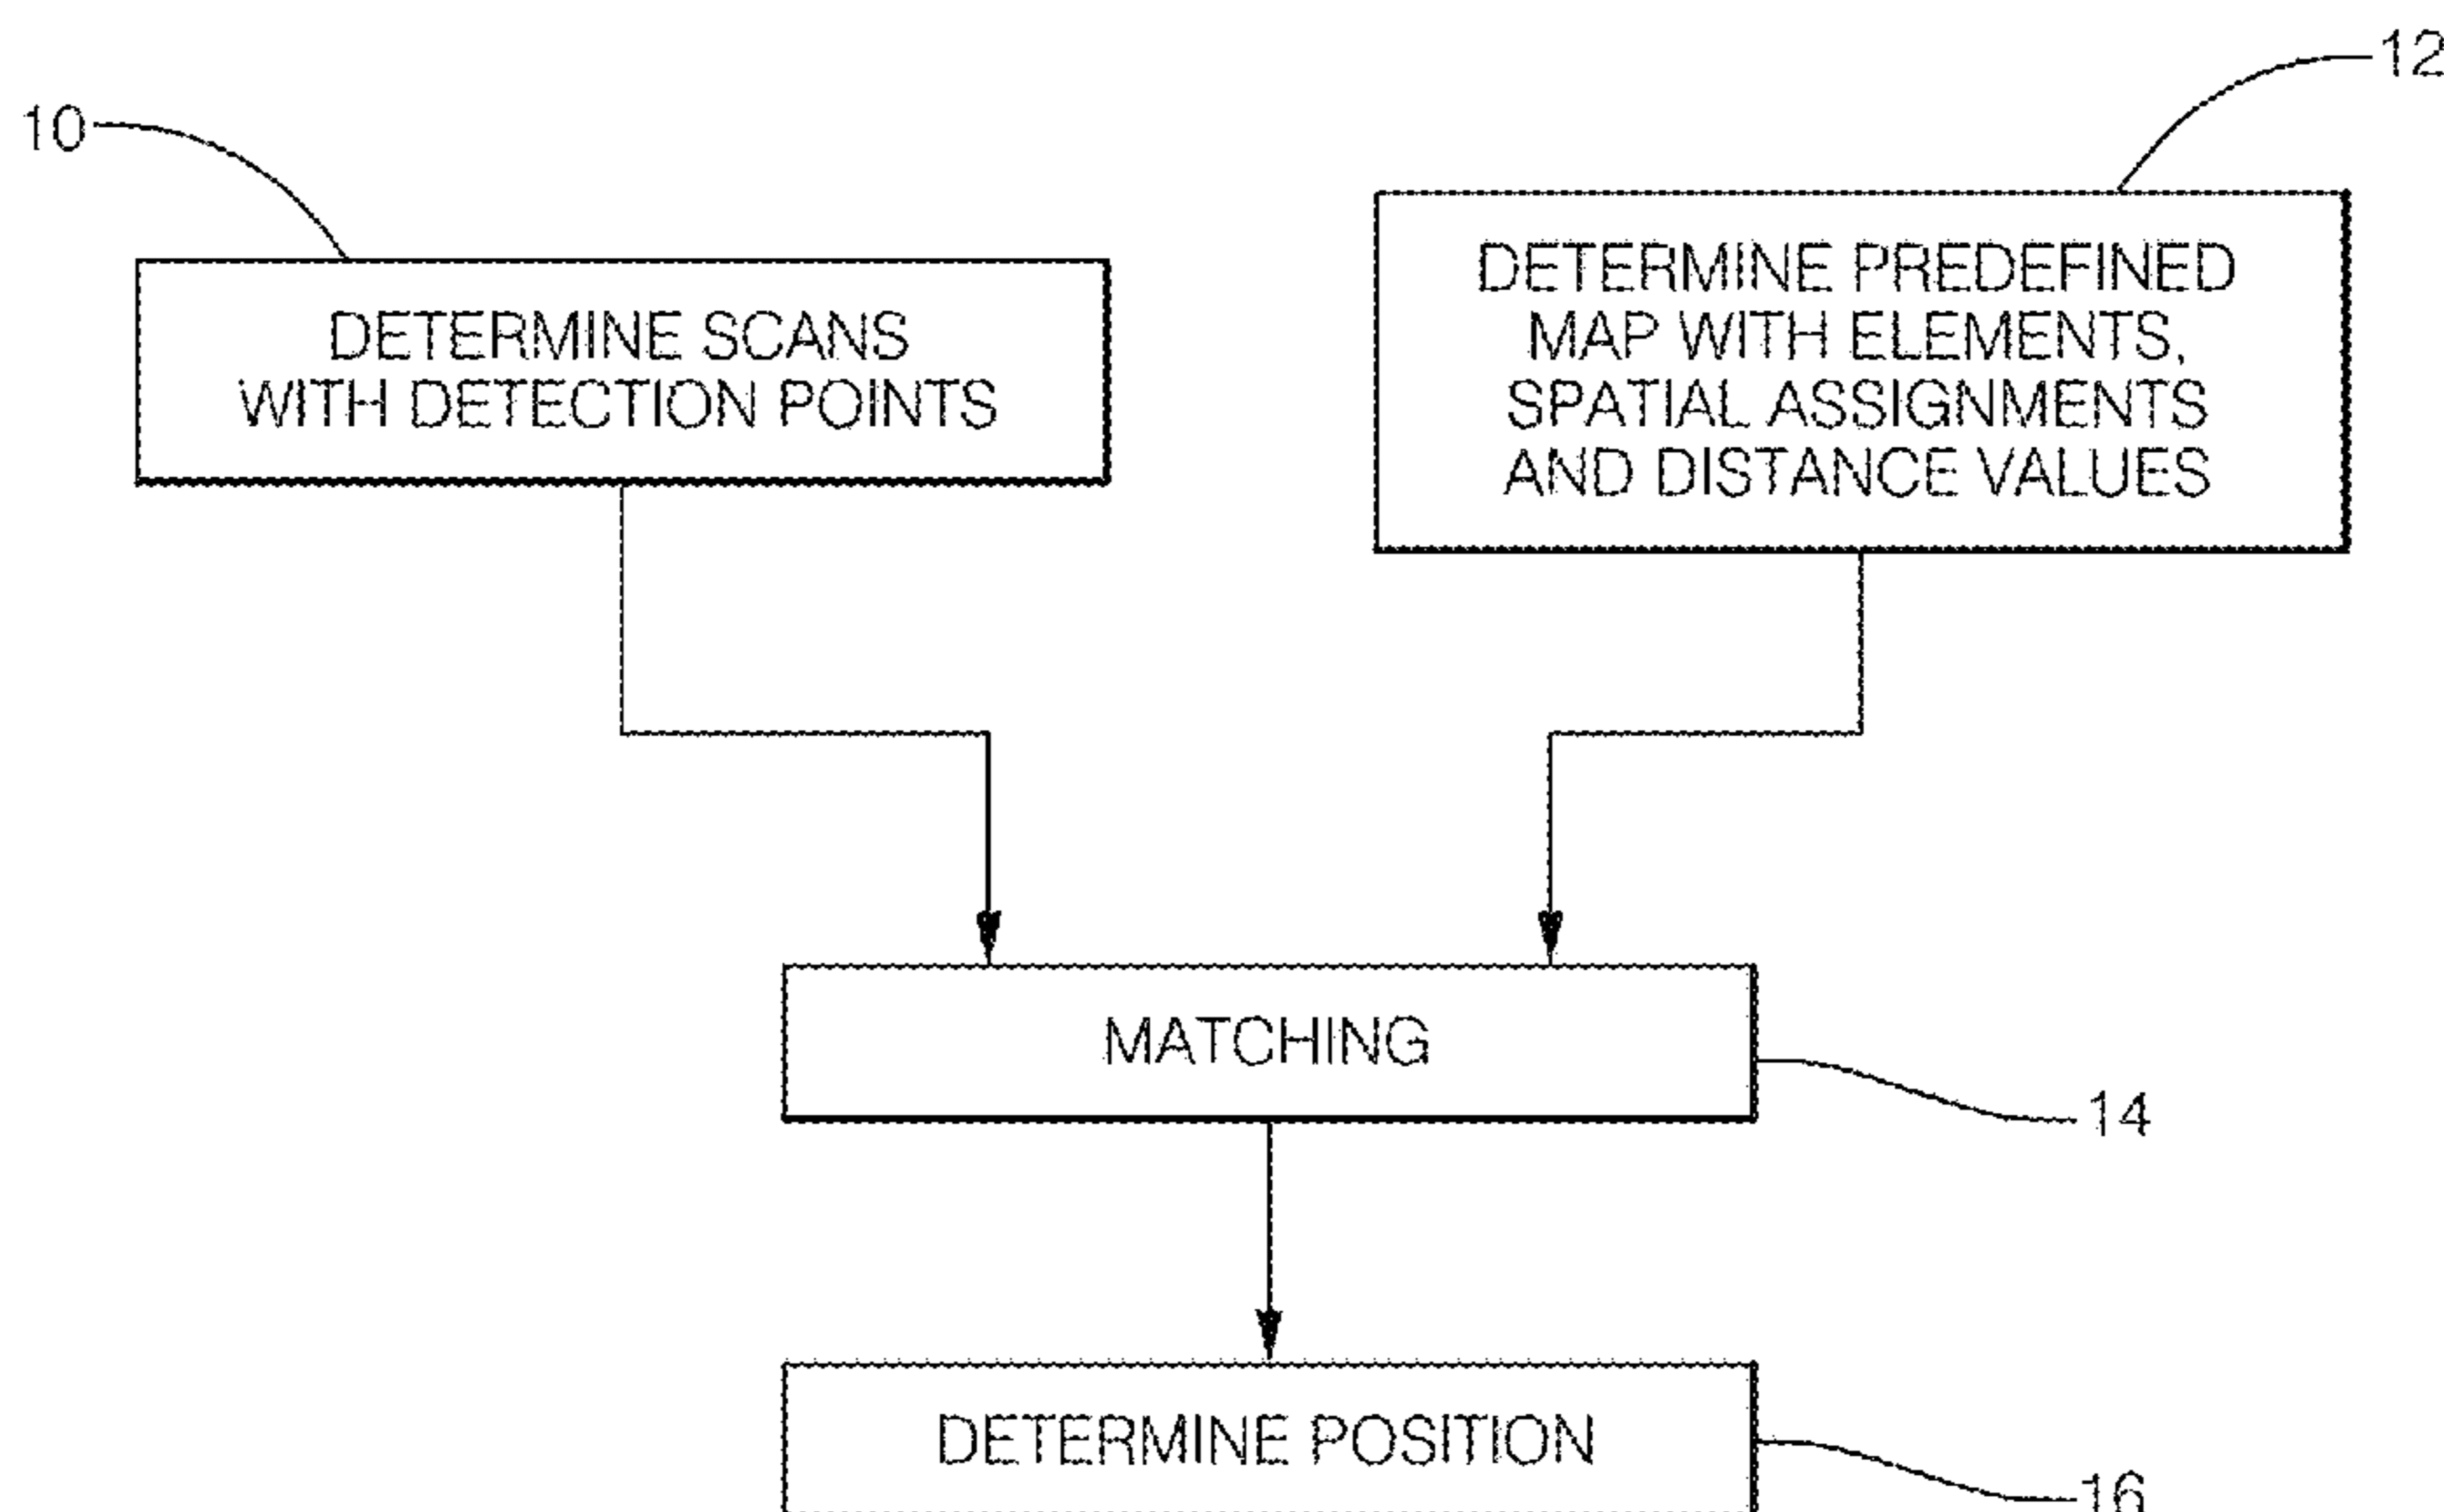 12
10
DETERMINE PREDEFINED
MAP WITH ELEMENTS,
SPATIAL ASSIGNMENTS
AND DISTANCE VALUES
DETERMINE SCANS
WITH DETECTION POINTS
MATCHING
14
DETERMINE POSITION
16